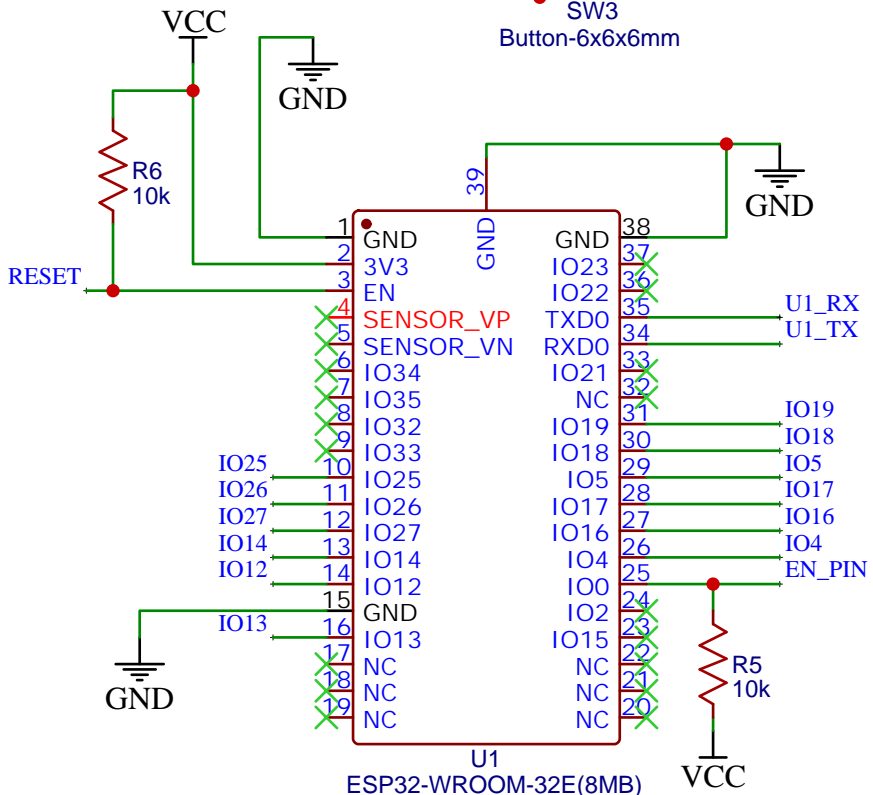 SW3
Button-6x6x6mm
VCC
GND
R6
10k
39
GND
GND
RESET
1 GND
2 3V3
3 EN
4 SENSOR_VP
5 SENSOR_VN
6 IO34
7 IO35
8 IO32
9 IO33
IO25 10 IO25
IO26 11 IO26
IO27 12 IO27
IO14 13 IO14
IO12 14 IO12
15 GND
IO13 16 IO13
17 NC
18 NC
19 NC
GND
GND 38
IO23 37
IO22 36
TXD0 35 U1_RX
RXD0 34 U1_TX
IO21 33
NC 32
IO19 31 IO19
IO18 30 IO18
IO5 29 IO5
IO17 28 IO17
IO16 27 IO16
IO4 26 IO4
IO0 25 EN_PIN
IO2 24
IO15 23
NC 22
NC 21
NC 20
R5
10k
VCC
U1
ESP32-WROOM-32E(8MB)